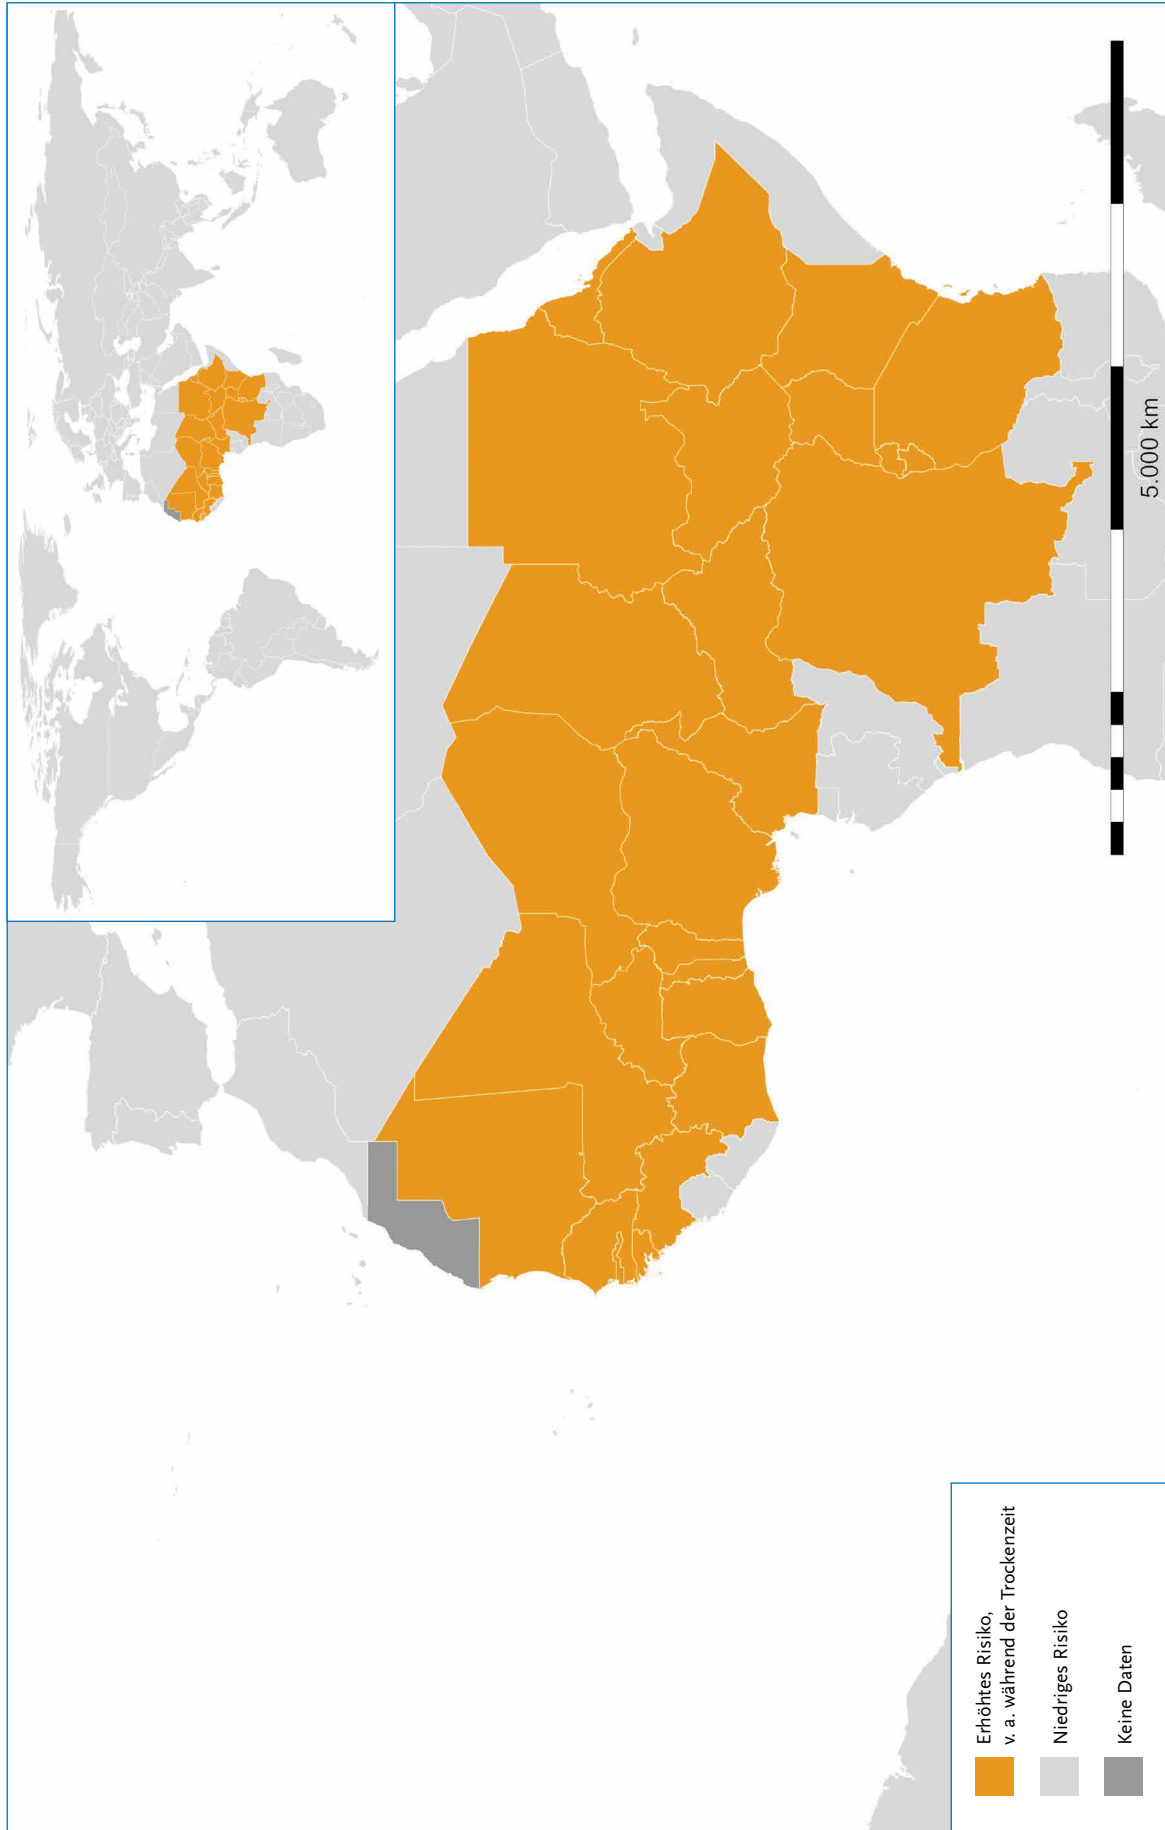 Erhöhtes Risiko,
v. a. während der Trockenzeit
Niedriges Risiko
Keine Daten
5.000 km